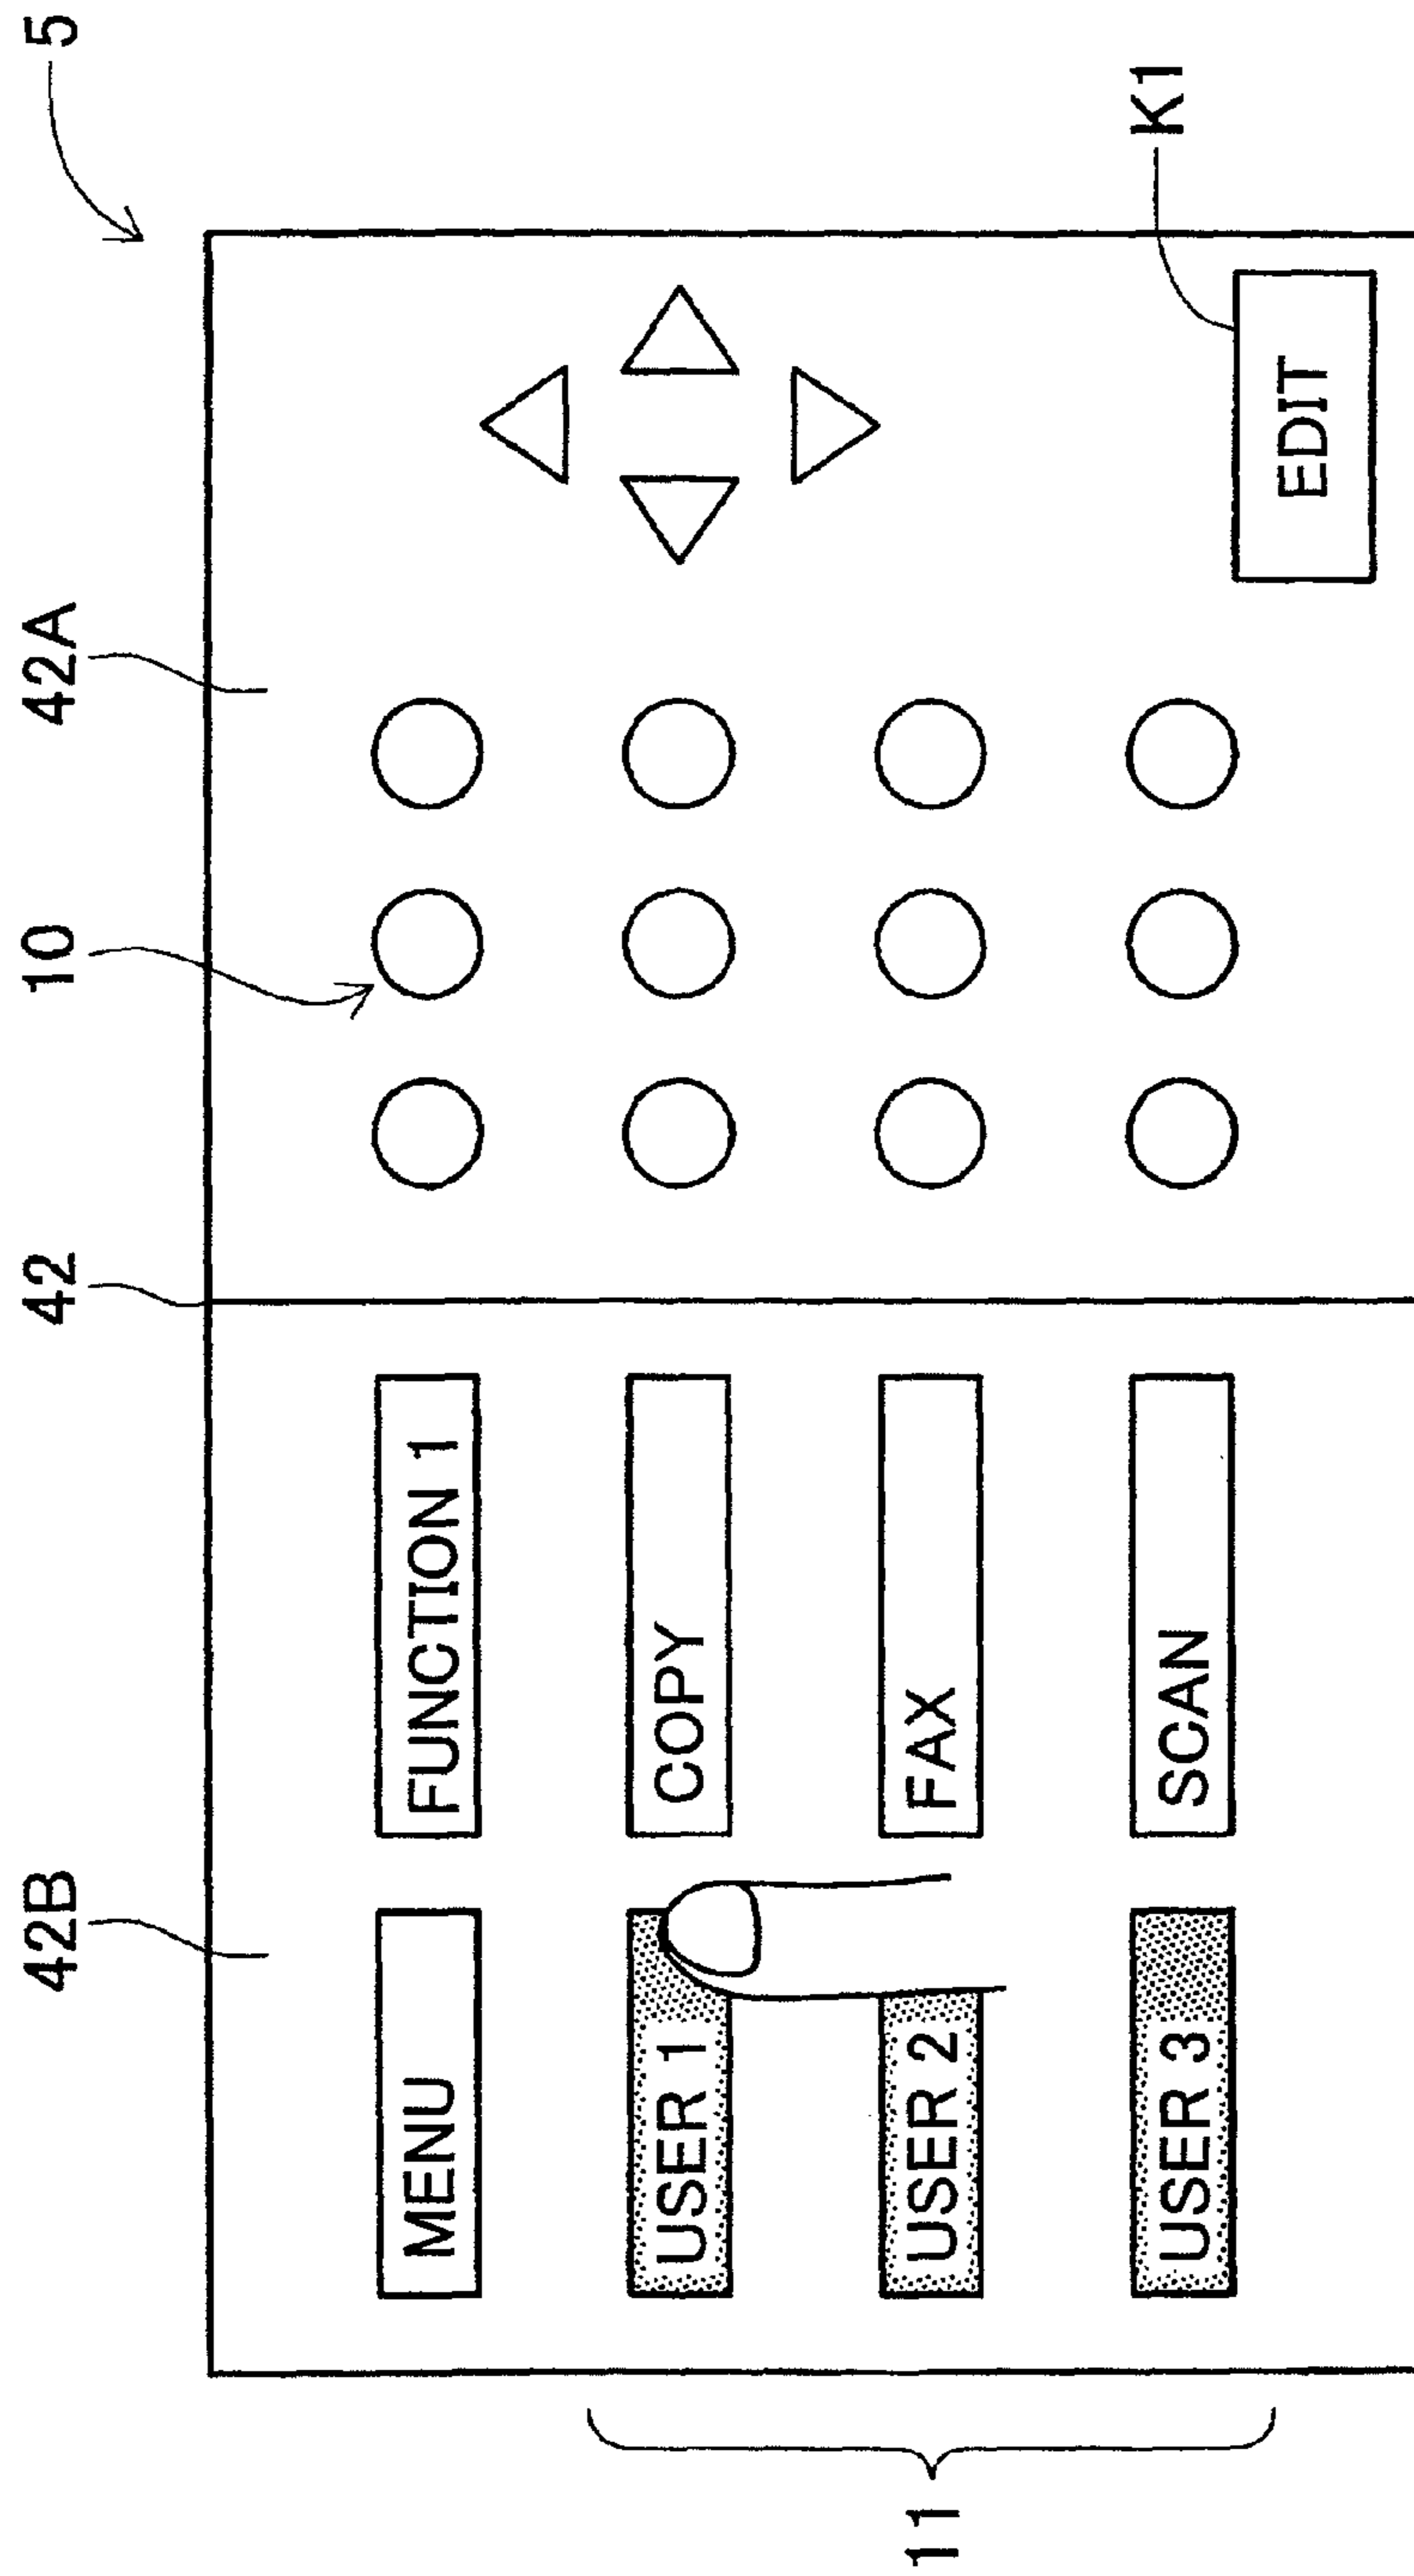 42B 42 10 42A 5
MENU FUNCTION 1
11 USER 1 COPY
USER 2 FAX
USER 3 SCAN
EDIT K1